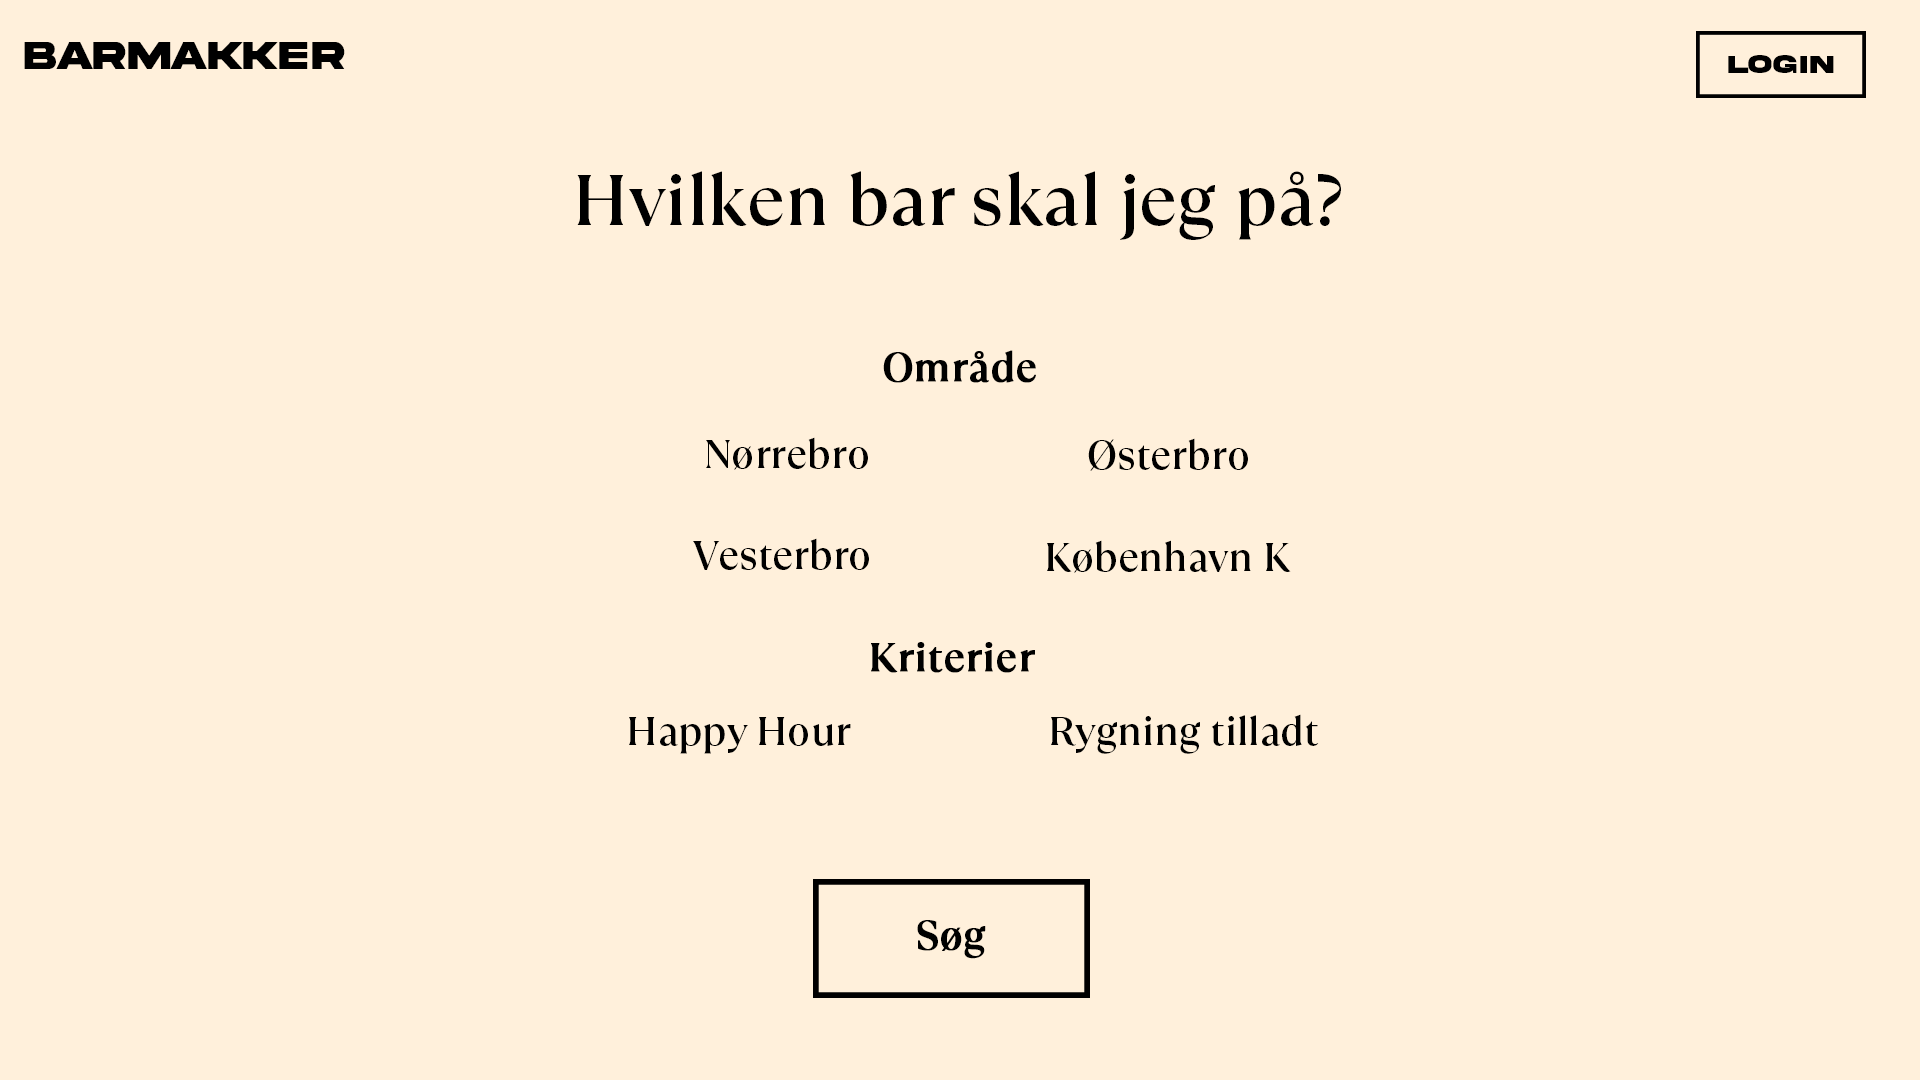 BARMAKKER
LOGIN
Hvilken bar skal jeg på?
Område
Nørrebro
Østerbro
Vesterbro
København K
Kriterier
Happy Hour
Rygning tilladt
Søg